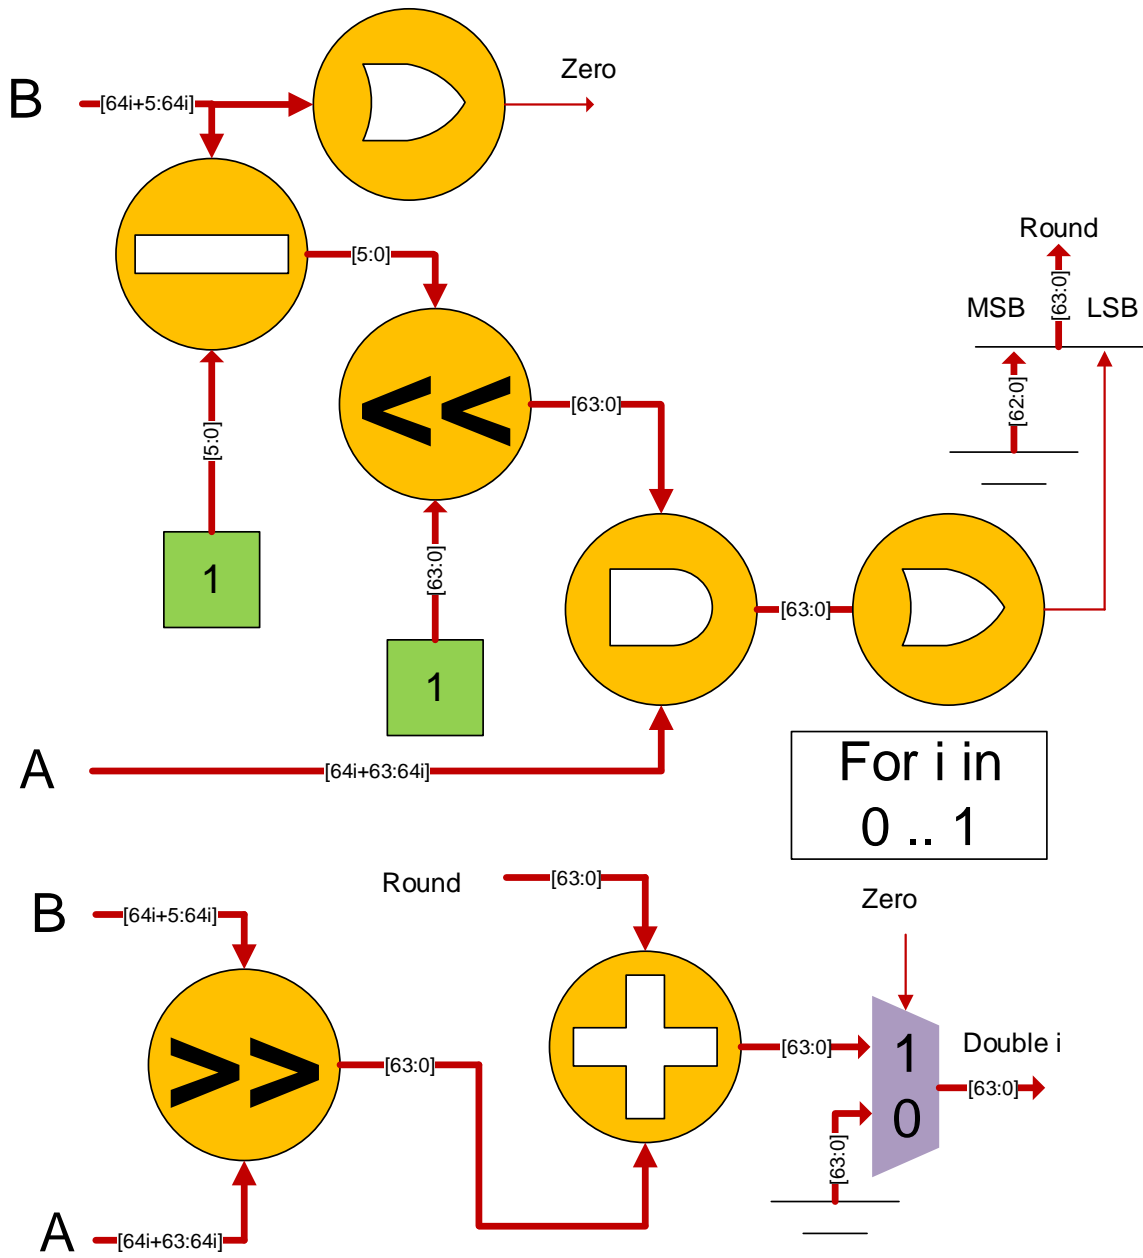 Zero
B
[64i+5:64i]
Round
[5:0]
MSB
[63:0]
LSB
[62:0]
<<
[63:0]
[5:0]
1
[63:0]
[63:0]
1
A
[64i+63:64i]
For i in
0 .. 1
Round
[63:0]
Zero
B
[64i+5:64i]
[63:0]
1
Double i
>>
[63:0]
[63:0]
0
[63:0]
A
[64i+63:64i]